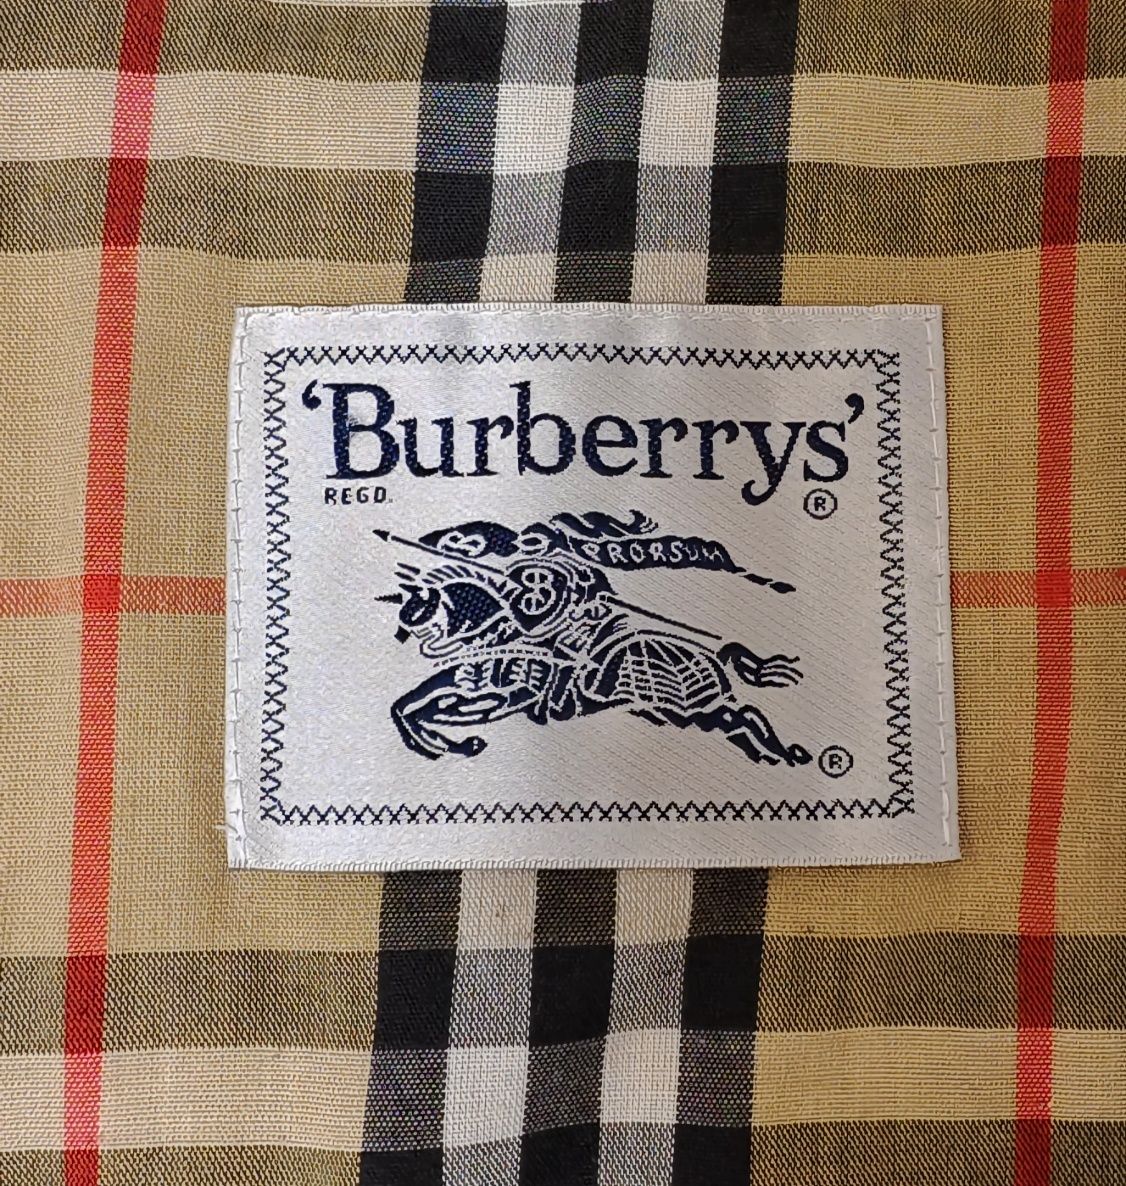 ‘Burberrys’
REGD. ®
PRORSUM
B
®